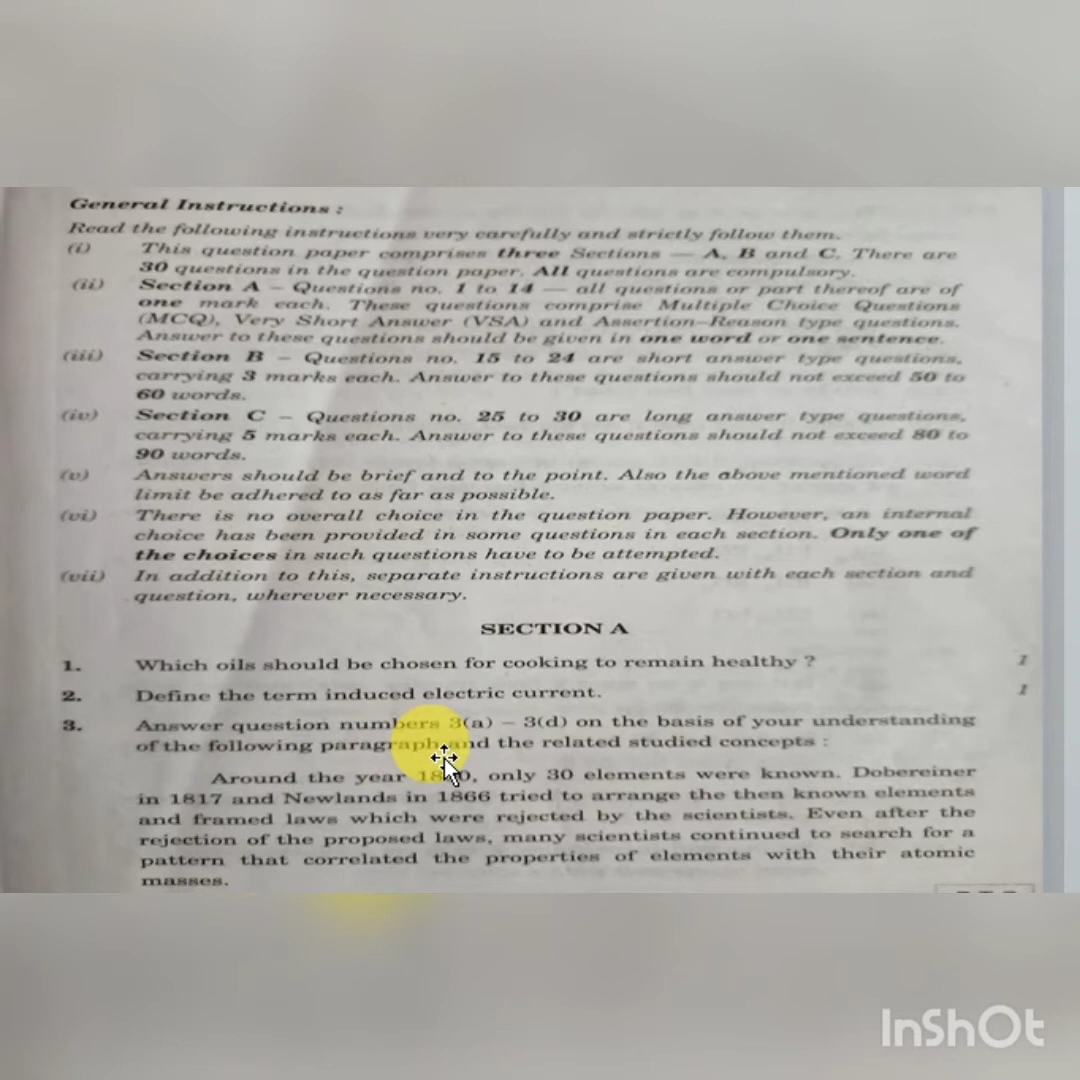 General Instructions :
Read the following instructions very carefully and strictly follow them.
(i) This question paper comprises three Sections – A, B and C. There are
30 questions in the question paper. All questions are compulsory.
(ii) Section A – Questions no. 1 to 14 – all questions or part thereof are of
one mark each. These questions comprise Multiple Choice Questions
(MCQ), Very Short Answer (VSA) and Assertion–Reason type questions.
Answer to these questions should be given in one word or one sentence.
(iii) Section B – Questions no. 15 to 24 are short answer type questions,
carrying 3 marks each. Answer to these questions should not exceed 50 to
60 words.
(iv) Section C – Questions no. 25 to 30 are long answer type questions,
carrying 5 marks each. Answer to these questions should not exceed 80 to
90 words.
(v) Answers should be brief and to the point. Also the above mentioned word
limit be adhered to as far as possible.
(vi) There is no overall choice in the question paper. However, an internal
choice has been provided in some questions in each section. Only one of
the choices in such questions have to be attempted.
(vii) In addition to this, separate instructions are given with each section and
question, wherever necessary.
SECTION A
1. Which oils should be chosen for cooking to remain healthy ? 1
2. Define the term induced electric current. 1
3. Answer question numbers 3(a) – 3(d) on the basis of your understanding
of the following paragraph and the related studied concepts :
Around the year only 30 elements were known. Dobereiner
in 1817 and Newlands in 1866 tried to arrange the then known elements
and framed laws which were rejected by the scientists. Even after the
rejection of the proposed laws, many scientists continued to search for a
pattern that correlated the properties of elements with their atomic
masses.
InShOt